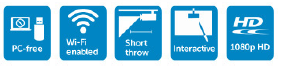 PC-free
Wi-Fi
enabled
Short
throw
Interactive
HD
1080p HD